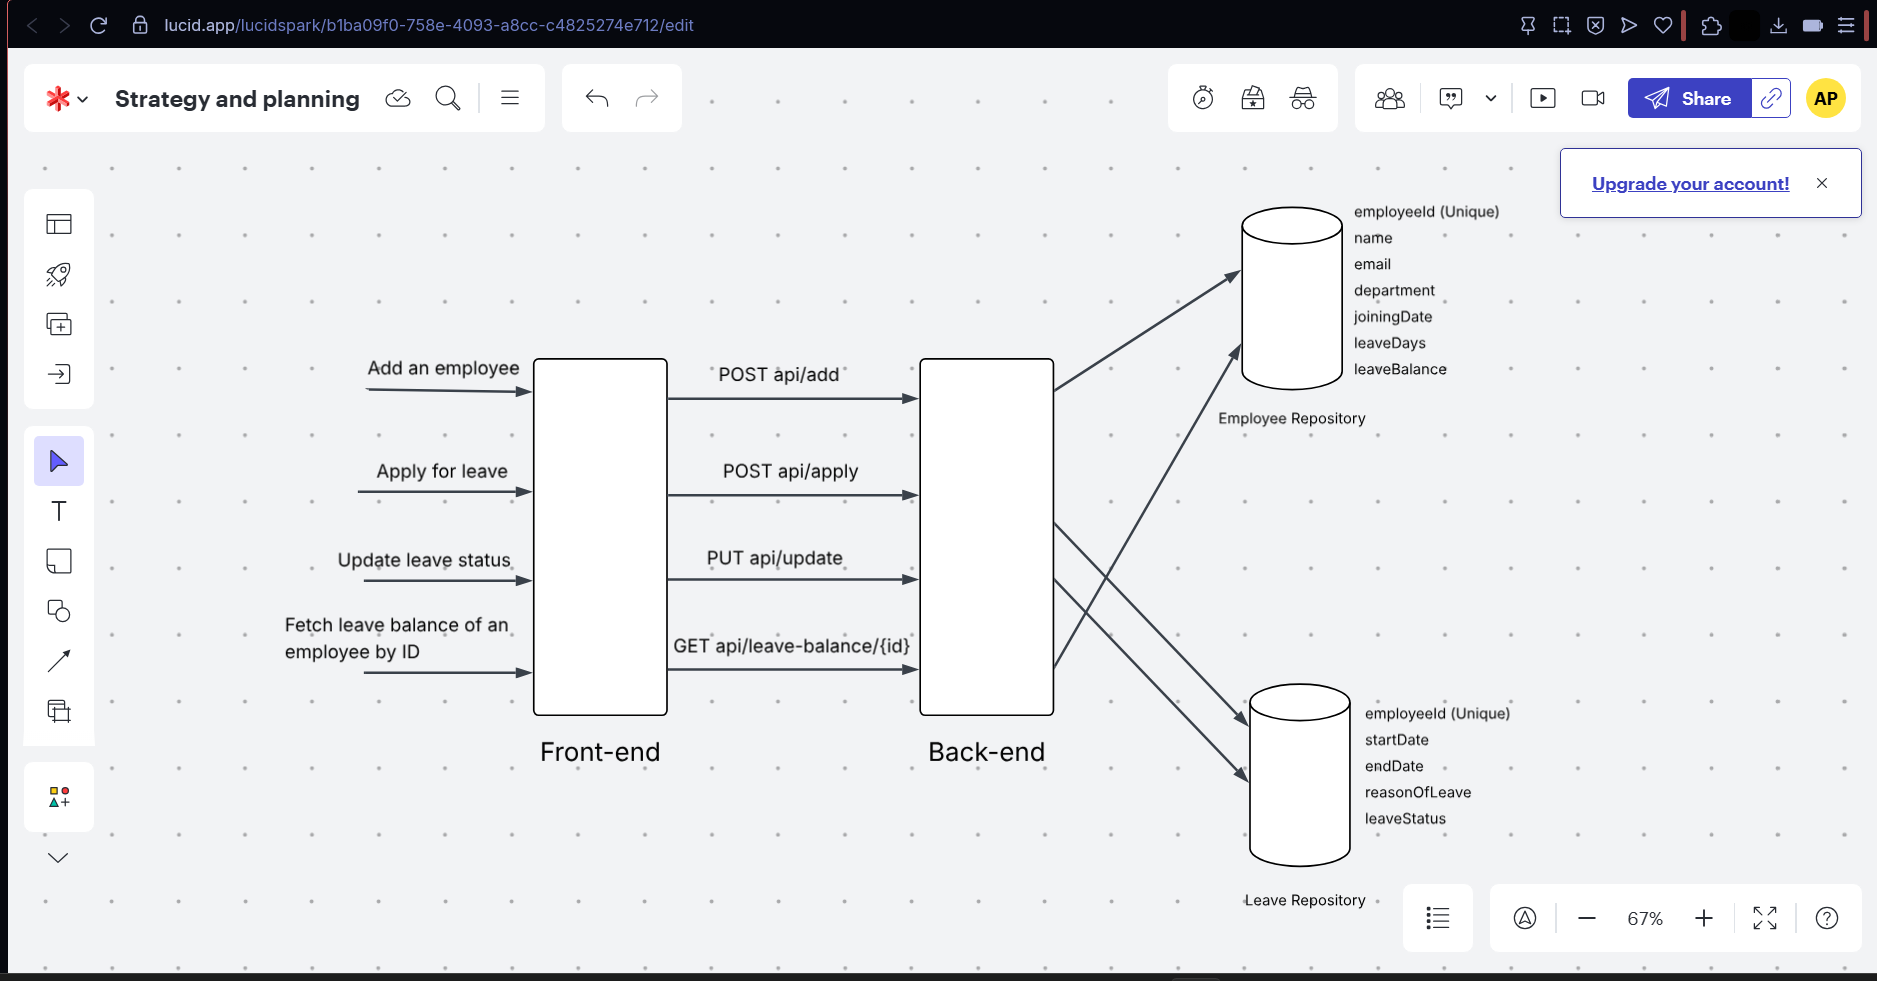 lucid.app/lucidspark/b1ba09f0-758e-4093-a8cc-c4825274e712/edit
Strategy and planning
Share
AP
Upgrade your account!
employeeId (Unique)
name
email
department
joiningDate
leaveDays
leaveBalance
Employee Repository
Add an employee
POST api/add
Apply for leave
POST api/apply
Update leave status
PUT api/update
Fetch leave balance of an
employee by ID
GET api/leave-balance/{id}
Front-end
Back-end
employeeId (Unique)
startDate
endDate
reasonOfLeave
leaveStatus
Leave Repository
67%